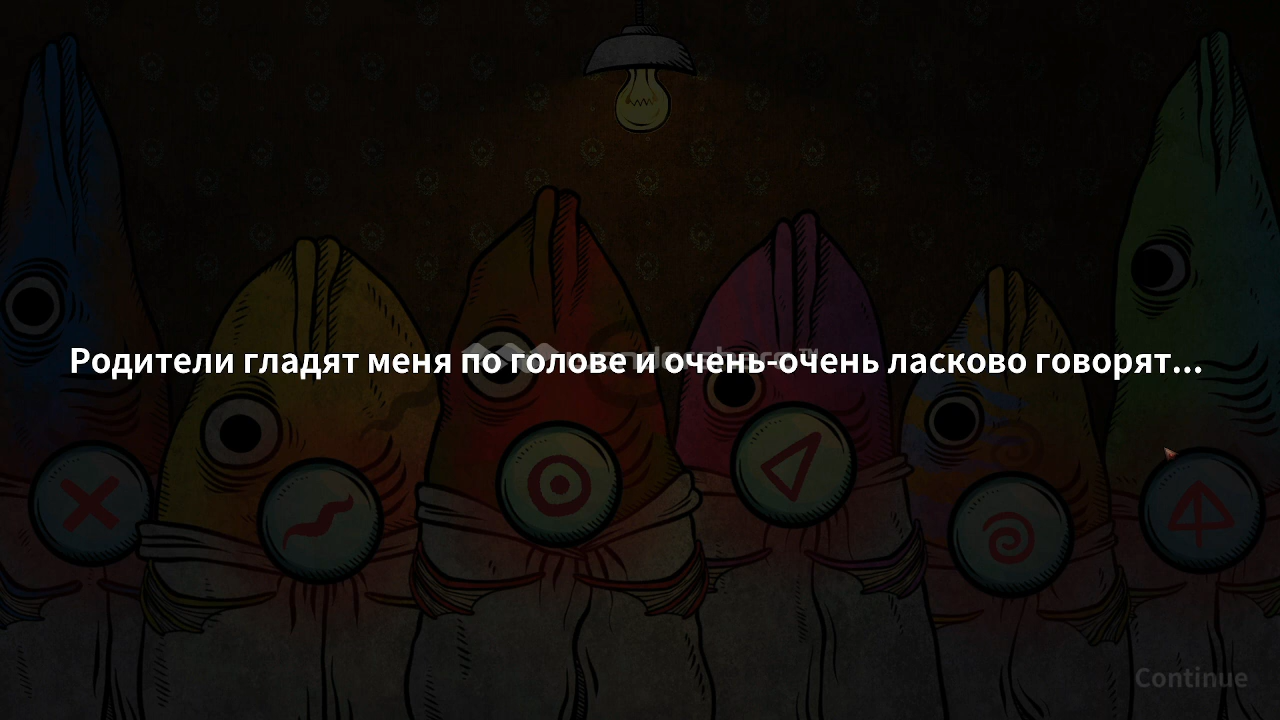 Родители гладят меня по голове и очень-очень ласково говорят...
Continue